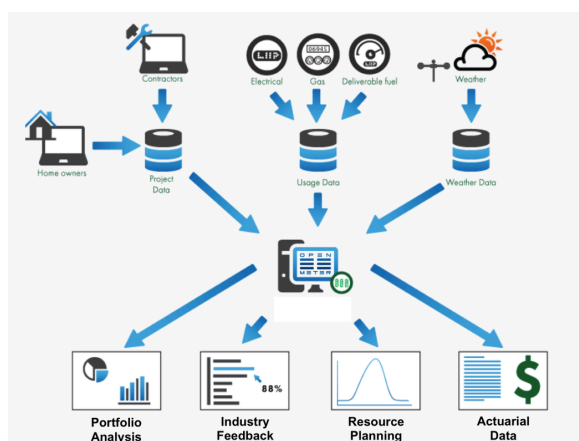 Contractors
Electrical
Gas
Deliverable fuel
Weather
Home owners
Project
Data
Usage Data
Weather Data
OPEN
METER
88%
Portfolio
Analysis
Industry
Feedback
Resource
Planning
Actuarial
Data
$